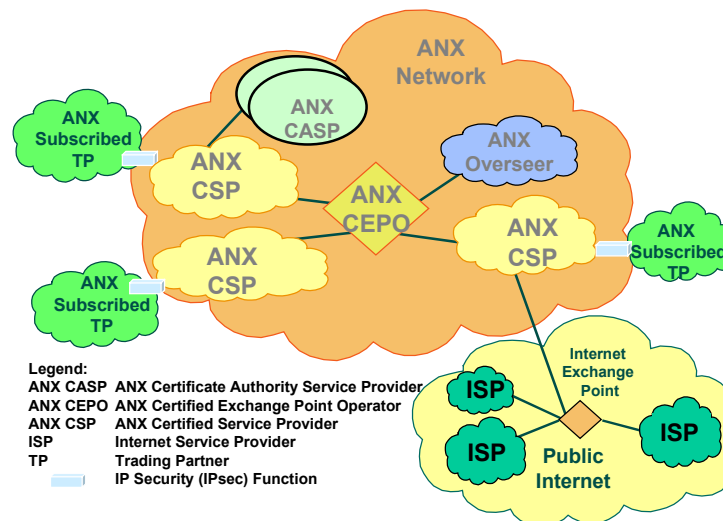 ANX
Network
ANX
CASP
ANX
Subscribed
TP
ANX
CSP
ANX
Overseer
ANX
CEPO
ANX
CSP
ANX
Subscribed
TP
ANX
CSP
ANX
Subscribed
TP
Legend:
ANX CASP ANX Certificate Authority Service Provider
ANX CEPO ANX Certified Exchange Point Operator
ANX CSP ANX Certified Service Provider
ISP Internet Service Provider
TP Trading Partner
IP Security (IPsec) Function
Internet
Exchange
Point
ISP
ISP
ISP
Public
Internet